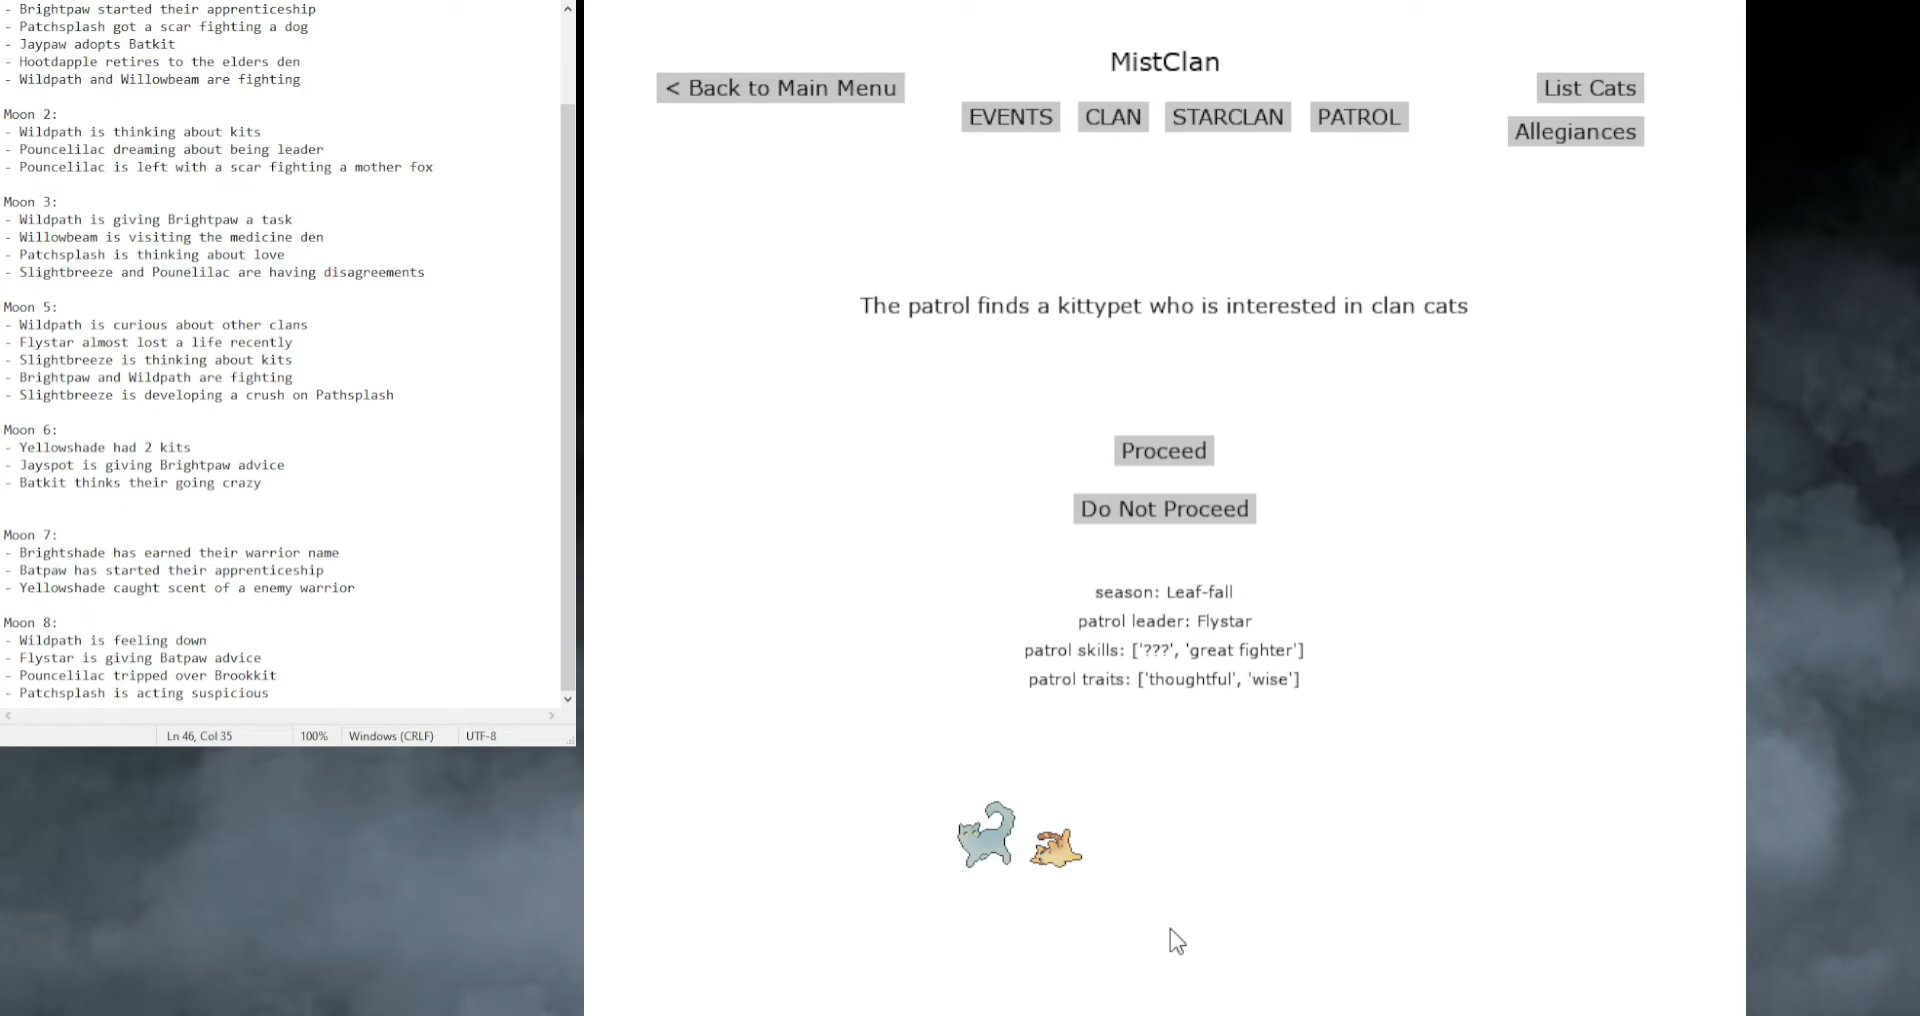 - Brightpaw started their apprenticeship
- Patchsplash got a scar fighting a dog
- Jaypaw adopts Batkit
- Hootdapple retires to the elders den
- Wildpath and Willowbeam are fighting
Moon 2:
- Wildpath is thinking about kits
- Pouncelilac dreaming about being leader
- Pouncelilac is left with a scar fighting a mother fox
Moon 3:
- Wildpath is giving Brightpaw a task
- Willowbeam is visiting the medicine den
- Patchsplash is thinking about love
- Slightbreeze and Pounelilac are having disagreements
Moon 5:
- Wildpath is curious about other clans
- Flystar almost lost a life recently
- Slightbreeze is thinking about kits
- Brightpaw and Wildpath are fighting
- Slightbreeze is developing a crush on Pathsplash
Moon 6:
- Yellowshade had 2 kits
- Jayspot is giving Brightpaw advice
- Batkit thinks their going crazy
Moon 7:
- Brightshade has earned their warrior name
- Batpaw has started their apprenticeship
- Yellowshade caught scent of a enemy warrior
Moon 8:
- Wildpath is feeling down
- Flystar is giving Batpaw advice
- Pouncelilac tripped over Brookkit
- Patchsplash is acting suspicious
Ln 46, Col 35
100%
Windows (CRLF)
UTF-8
MistClan
< Back to Main Menu
List Cats
EVENTS
CLAN
STARCLAN
PATROL
Allegiances
The patrol finds a kittypet who is interested in clan cats
Proceed
Do Not Proceed
season: Leaf-fall
patrol leader: Flystar
patrol skills: ['???', 'great fighter']
patrol traits: ['thoughtful', 'wise']